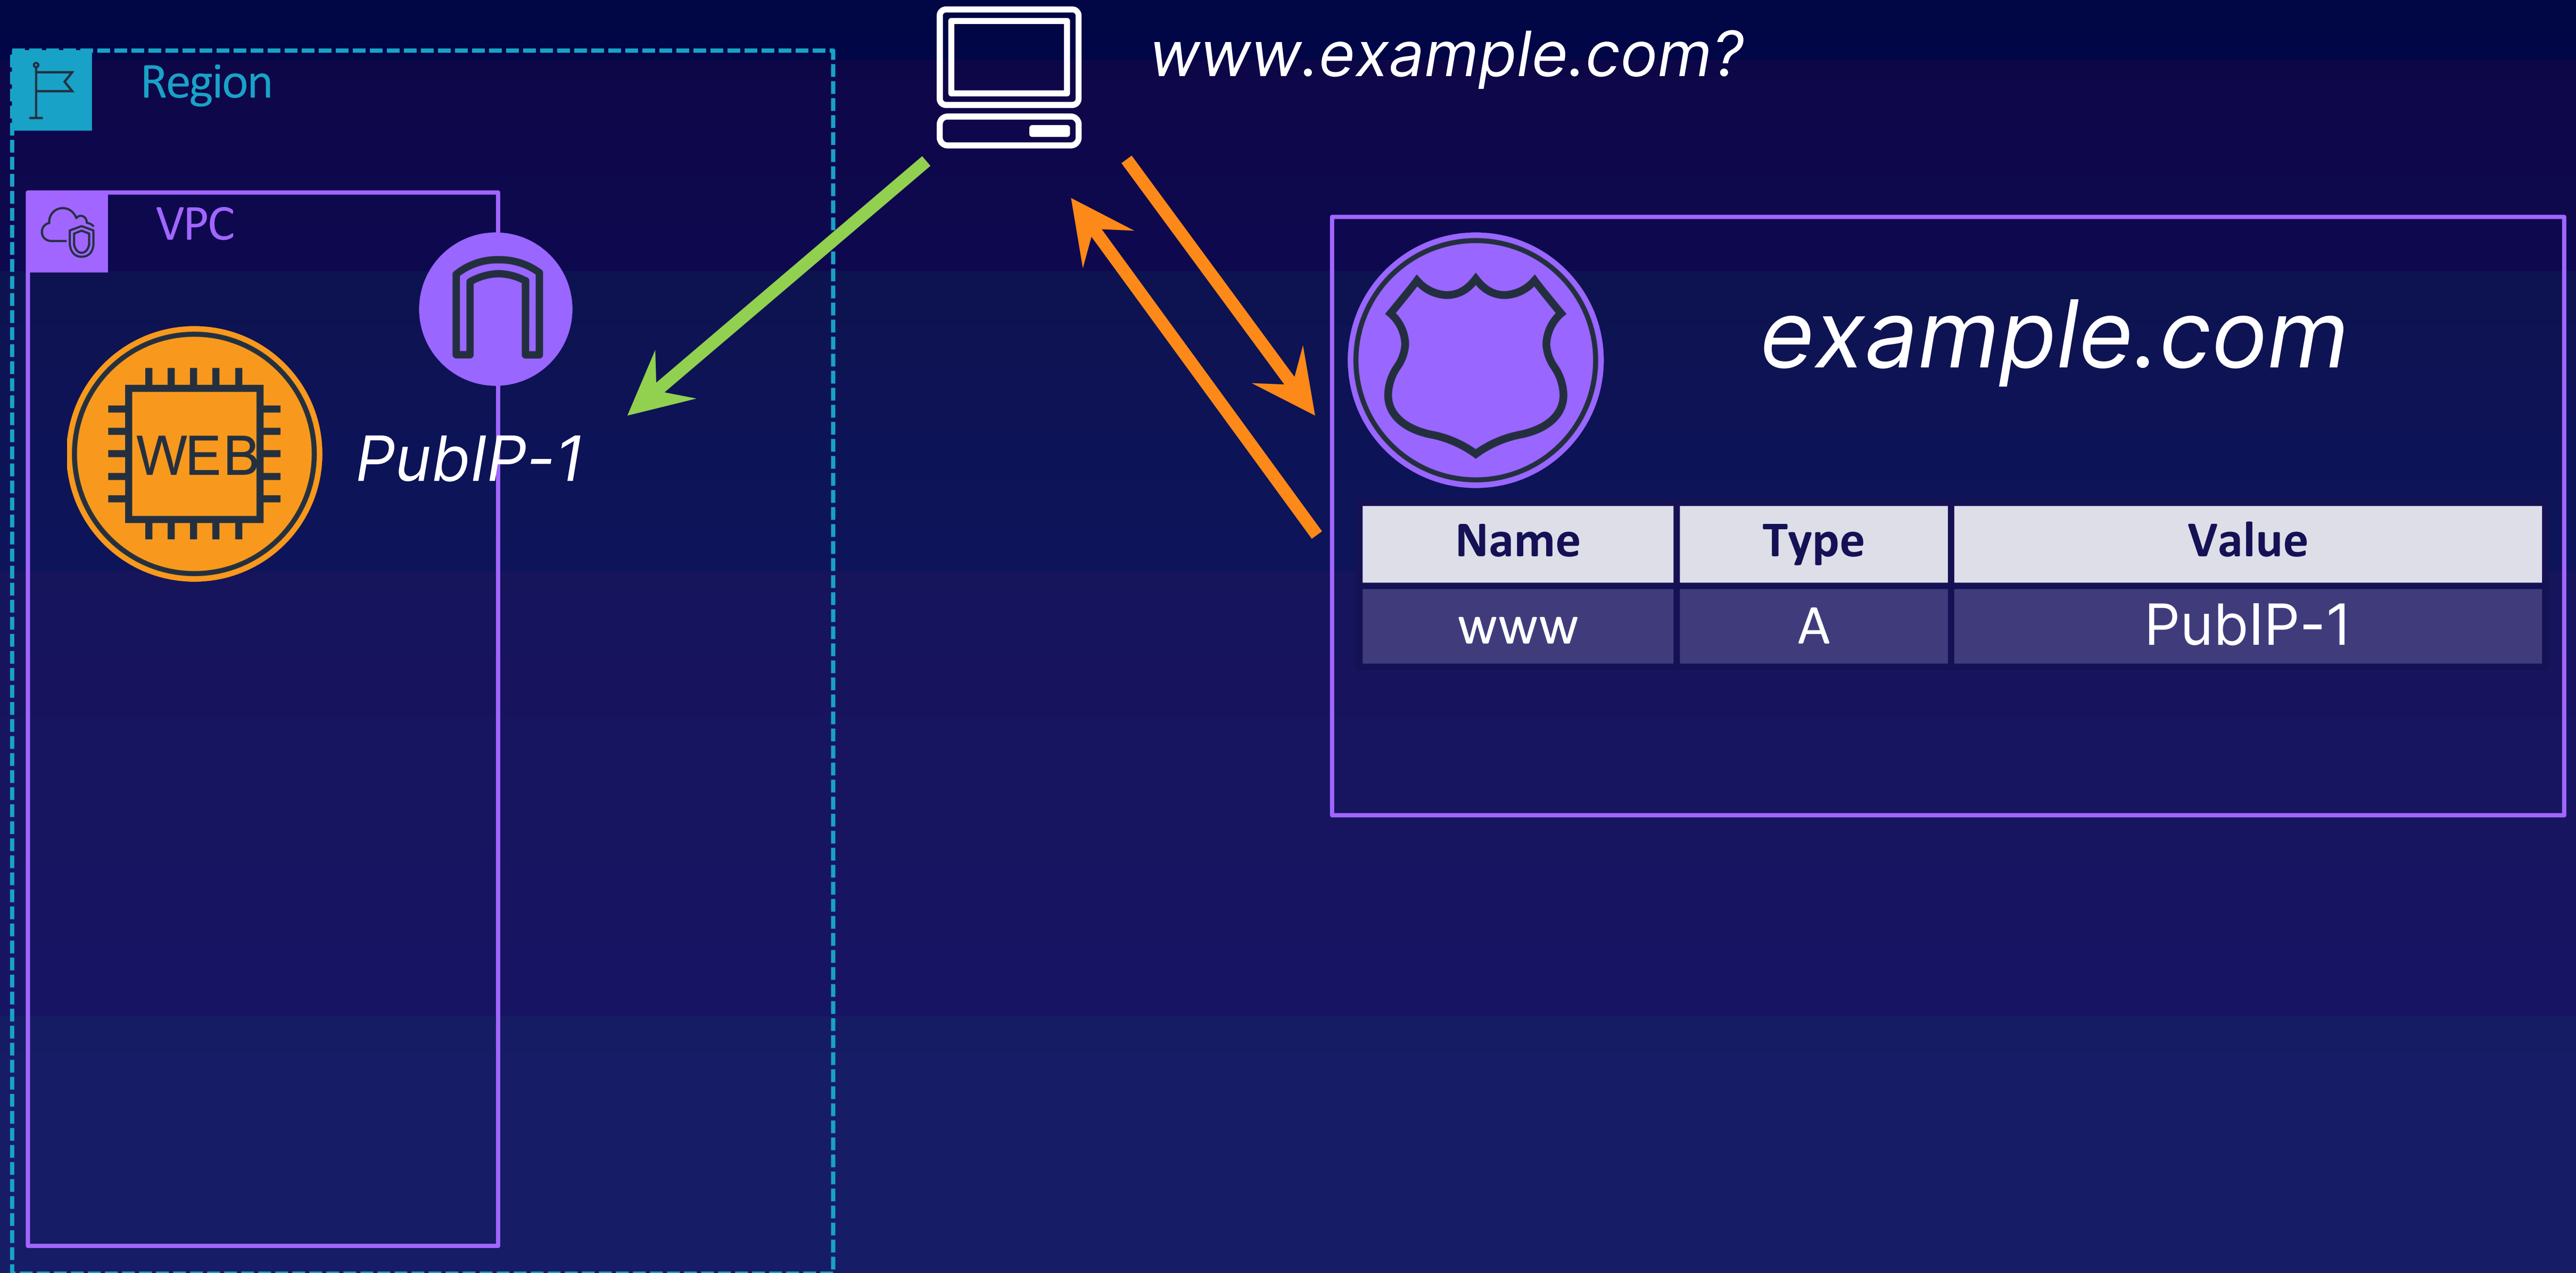 www.example.com?
Region
VPC
WEB
PubIP-1
example.com
Name Type Value
www A PubIP-1